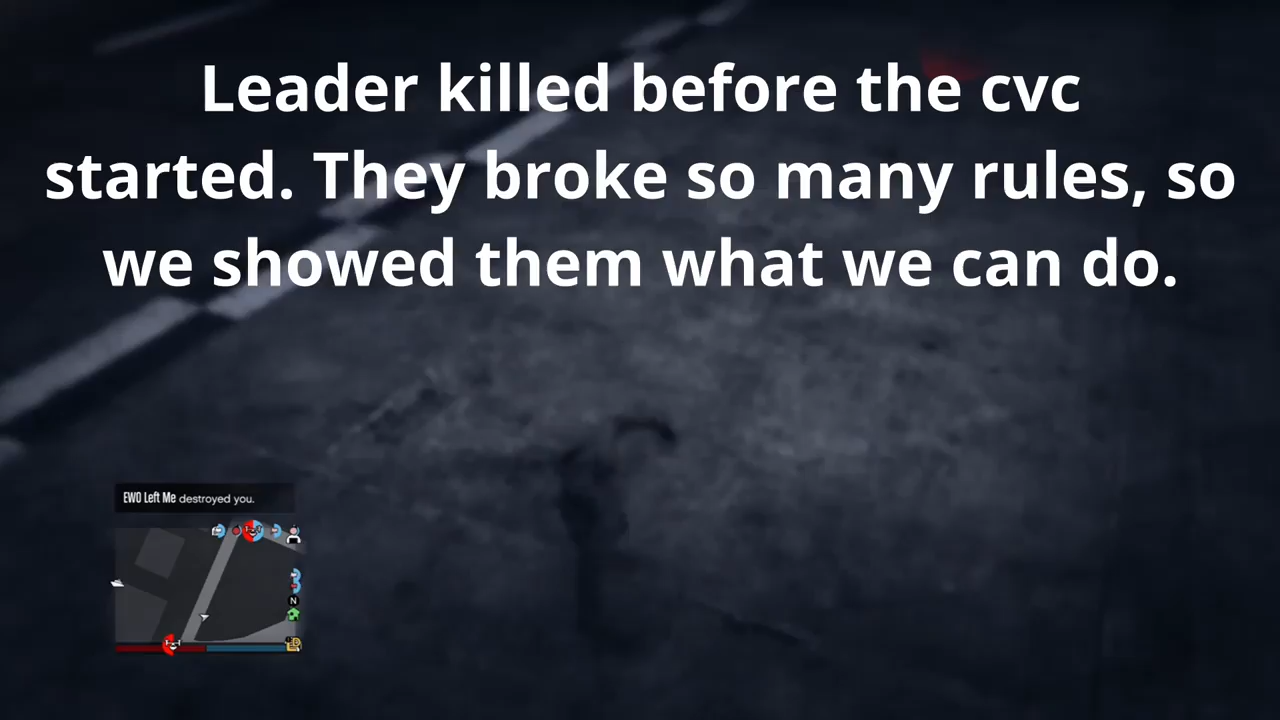 Leader killed before the cvc
started. They broke so many rules, so
we showed them what we can do.
EWO Left Me destroyed you.
N